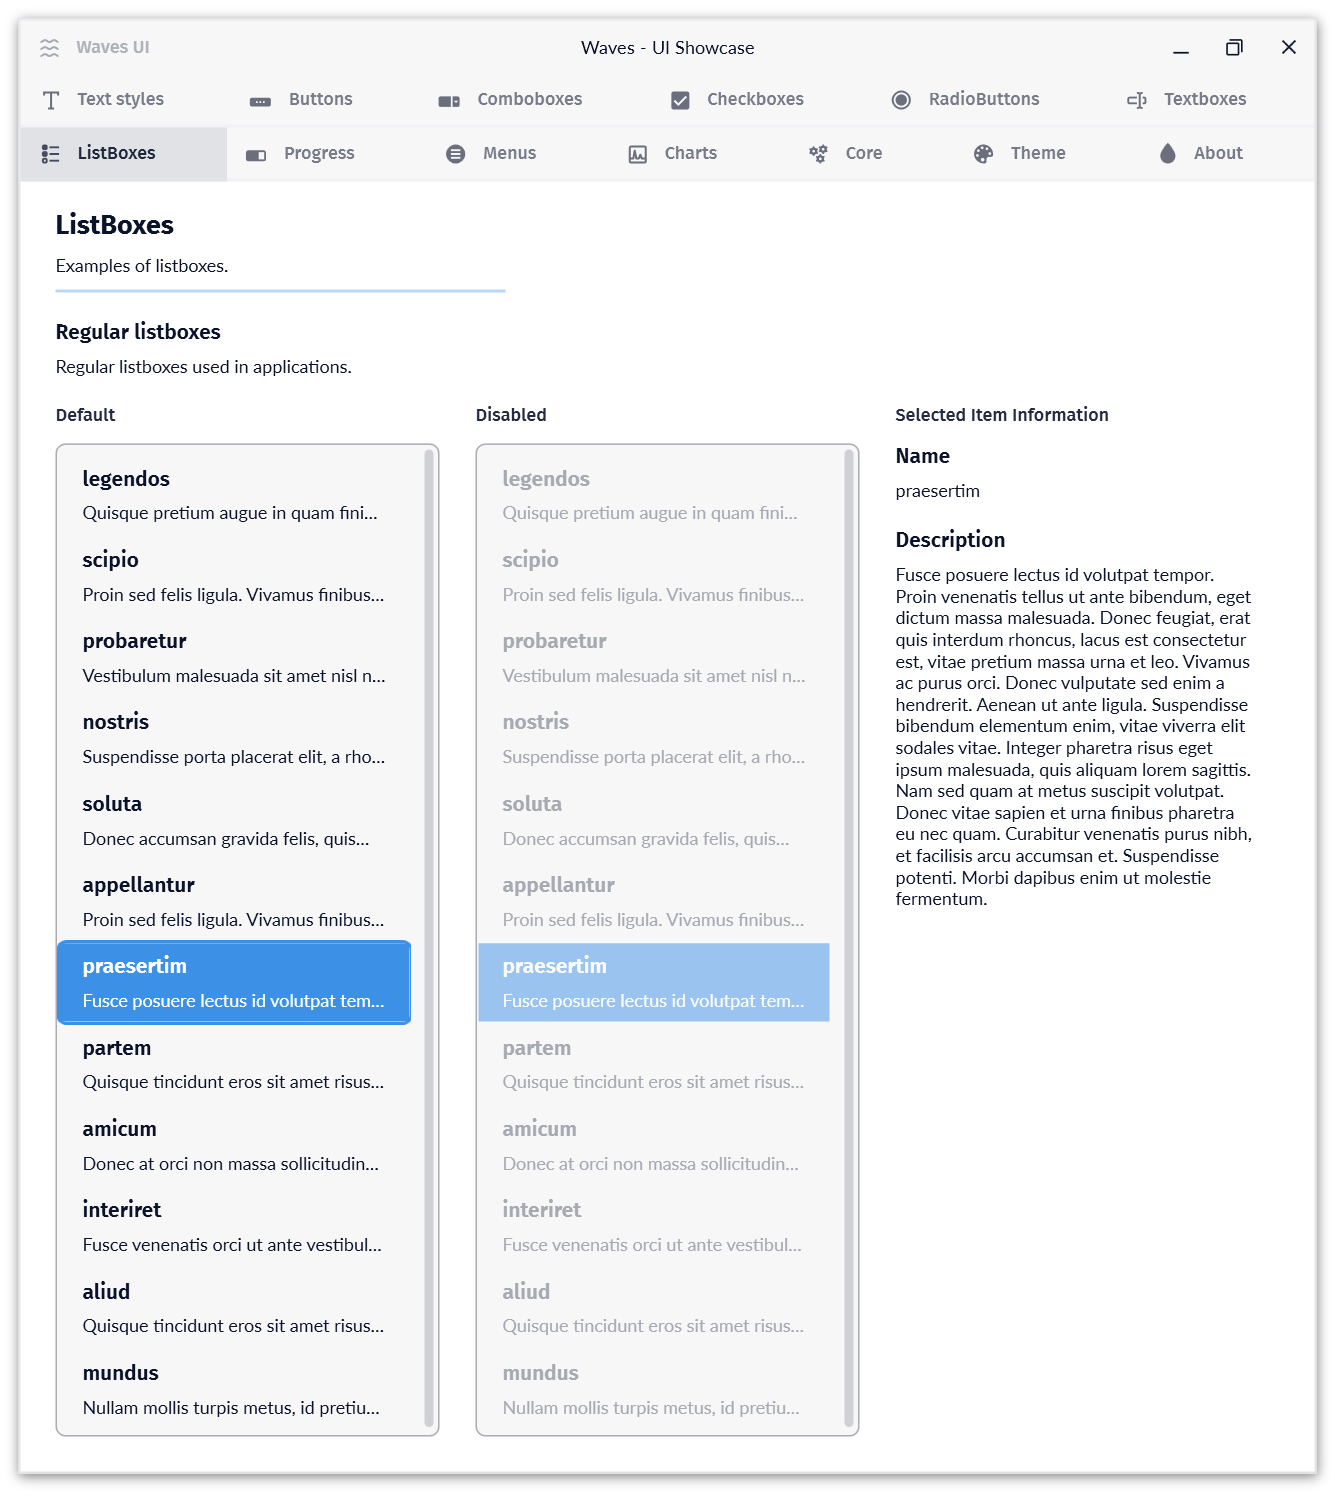 Waves UI
Waves - UI Showcase
Text styles
Buttons
Comboboxes
Checkboxes
RadioButtons
Textboxes
ListBoxes
Progress
Menus
Charts
Core
Theme
About
ListBoxes
Examples of listboxes.
Regular listboxes
Regular listboxes used in applications.
Default
legendos
Quisque pretium augue in quam fini...
scipio
Proin sed felis ligula. Vivamus finibus...
probaretur
Vestibulum malesuada sit amet nisl n...
nostris
Suspendisse porta placerat elit, a rho...
soluta
Donec accumsan gravida felis, quis...
appellantur
Proin sed felis ligula. Vivamus finibus...
praesertim
Fusce posuere lectus id volutpat tem...
partem
Quisque tincidunt eros sit amet risus...
amicum
Donec at orci non massa sollicitudin...
interiret
Fusce venenatis orci ut ante vestibul...
aliud
Quisque tincidunt eros sit amet risus...
mundus
Nullam mollis turpis metus, id pretiu...
Disabled
legendos
Quisque pretium augue in quam fini...
scipio
Proin sed felis ligula. Vivamus finibus...
probaretur
Vestibulum malesuada sit amet nisl n...
nostris
Suspendisse porta placerat elit, a rho...
soluta
Donec accumsan gravida felis, quis...
appellantur
Proin sed felis ligula. Vivamus finibus...
praesertim
Fusce posuere lectus id volutpat tem...
partem
Quisque tincidunt eros sit amet risus...
amicum
Donec at orci non massa sollicitudin...
interiret
Fusce venenatis orci ut ante vestibul...
aliud
Quisque tincidunt eros sit amet risus...
mundus
Nullam mollis turpis metus, id pretiu...
Selected Item Information
Name
praesertim
Description
Fusce posuere lectus id volutpat tempor.
Proin venenatis tellus ut ante bibendum, eget
dictum massa malesuada. Donec feugiat, erat
quis interdum rhoncus, lacus est consectetur
est, vitae pretium massa urna et leo. Vivamus
ac purus orci. Donec vulputate sed enim a
hendrerit. Aenean ut ante ligula. Suspendisse
bibendum elementum enim, vitae viverra elit
sodales vitae. Integer pharetra risus eget
ipsum malesuada, quis aliquam lorem sagittis.
Nam sed quam at metus suscipit volutpat.
Donec vitae sapien et urna finibus pharetra
eu nec quam. Curabitur venenatis purus nibh,
et facilisis arcu accumsan et. Suspendisse
potenti. Morbi dapibus enim ut molestie
fermentum.